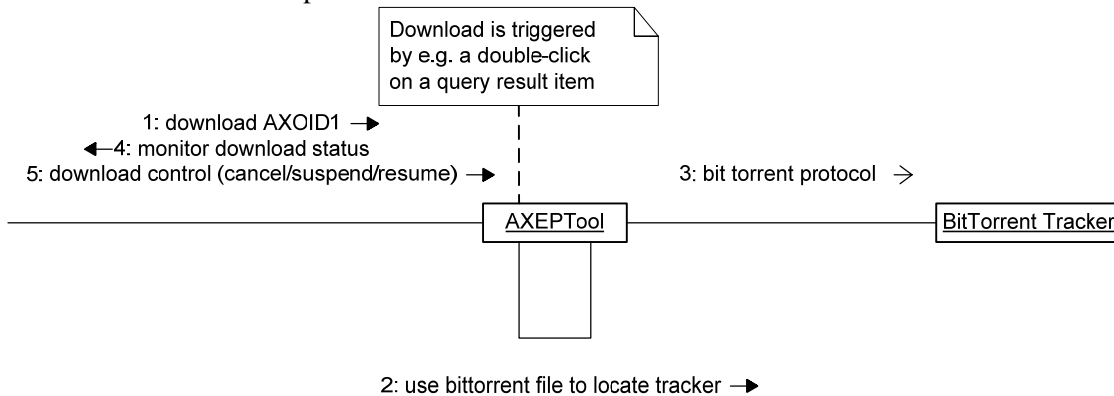 Download is triggered
by e.g. a double-click
on a query result item
1: download AXOID1
4: monitor download status
5: download control (cancel/suspend/resume)
3: bit torrent protocol
AXEPTool
BitTorrent Tracker
2: use bittorrent file to locate tracker